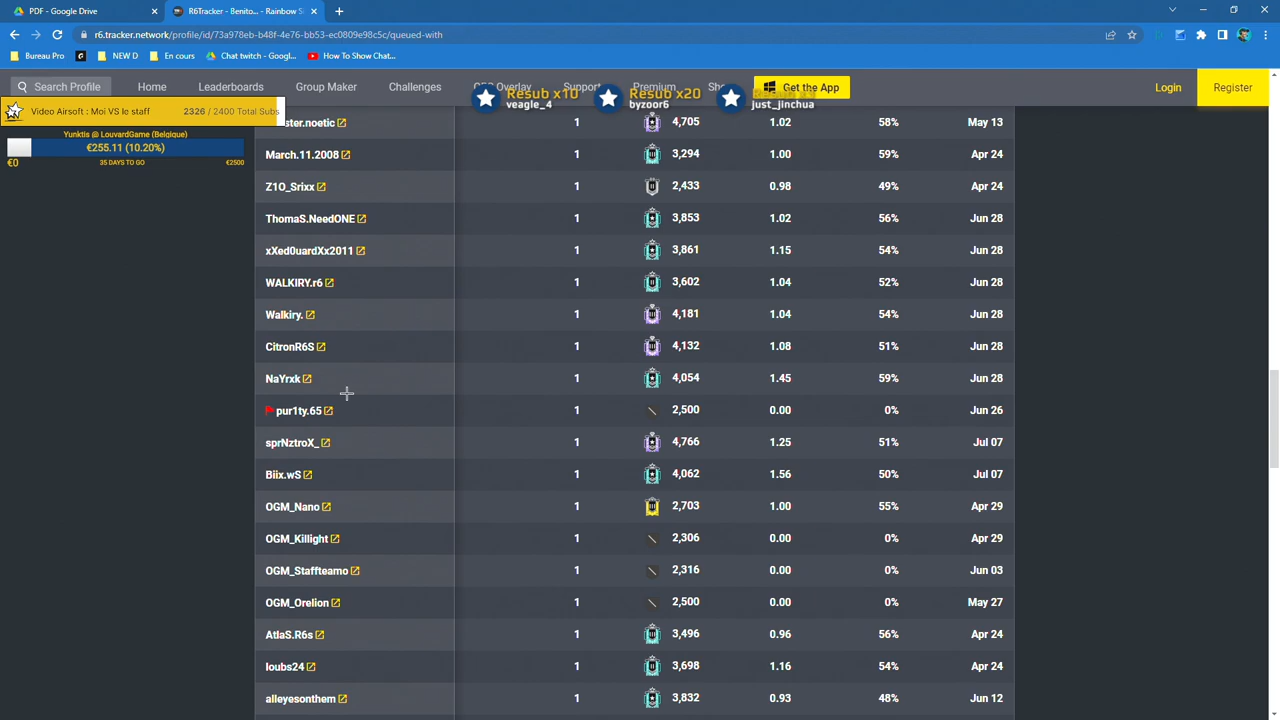 PDF - Google Drive
R6Tracker - Benito... - Rainbow S
r6.tracker.network/profile/id/73a978eb-b48f-4e76-bb53-ec0809e98c5c/queued-with
Bureau Pro
NEW D
En cours
Chat twitch - Googl...
How To Show Chat...
Search Profile
Home
Leaderboards
Group Maker
Challenges
Support
Premium
Get the App
Login
Register
Resub x10
veagle_4
Resub x20
byzoor6
just_jinchua
Video Airsoft : Moi VS le staff 2326 / 2400 Total Subs
Yunktis @ LouvardGame (Belgique)
€255.11 (10.20%)
€0 35 DAYS TO GO €2500
ster.noetic 1 4,705 1.02 58% May 13
March.11.2008 1 3,294 1.00 59% Apr 24
Z1O_Srixx 1 2,433 0.98 49% Apr 24
ThomaS.NeedONE 1 3,853 1.02 56% Jun 28
xXed0uardXx2011 1 3,861 1.15 54% Jun 28
WALKIRY.r6 1 3,602 1.04 52% Jun 28
Walkiry. 1 4,181 1.04 54% Jun 28
CitronR6S 1 4,132 1.08 51% Jun 28
NaYrxk 1 4,054 1.45 59% Jun 28
pur1ty.65 1 2,500 0.00 0% Jun 26
sprNztroX_ 1 4,766 1.25 51% Jul 07
Biix.wS 1 4,062 1.56 50% Jul 07
OGM_Nano 1 2,703 1.00 55% Apr 29
OGM_Killight 1 2,306 0.00 0% Apr 29
OGM_Staffteamo 1 2,316 0.00 0% Jun 03
OGM_Orelion 1 2,500 0.00 0% May 27
AtlaS.R6s 1 3,496 0.96 56% Apr 24
loubs24 1 3,698 1.16 54% Apr 24
alleyesonthem 1 3,832 0.93 48% Jun 12